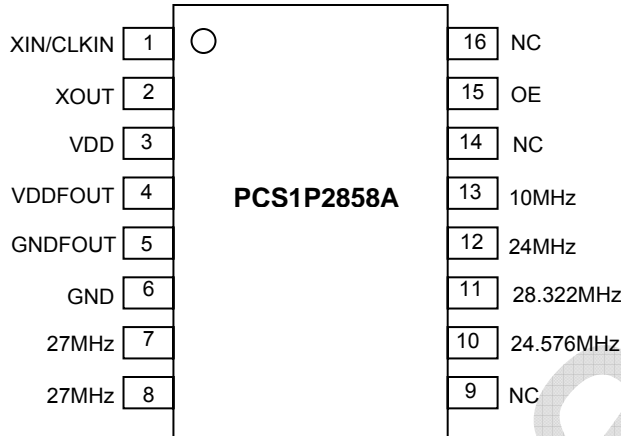 XIN/CLKIN 1 16 NC
XOUT 2 15 OE
VDD 3 14 NC
VDDFOUT 4 PCS1P2858A 13 10MHz
GNDFOUT 5 12 24MHz
GND 6 11 28.322MHz
27MHz 7 10 24.576MHz
27MHz 8 9 NC